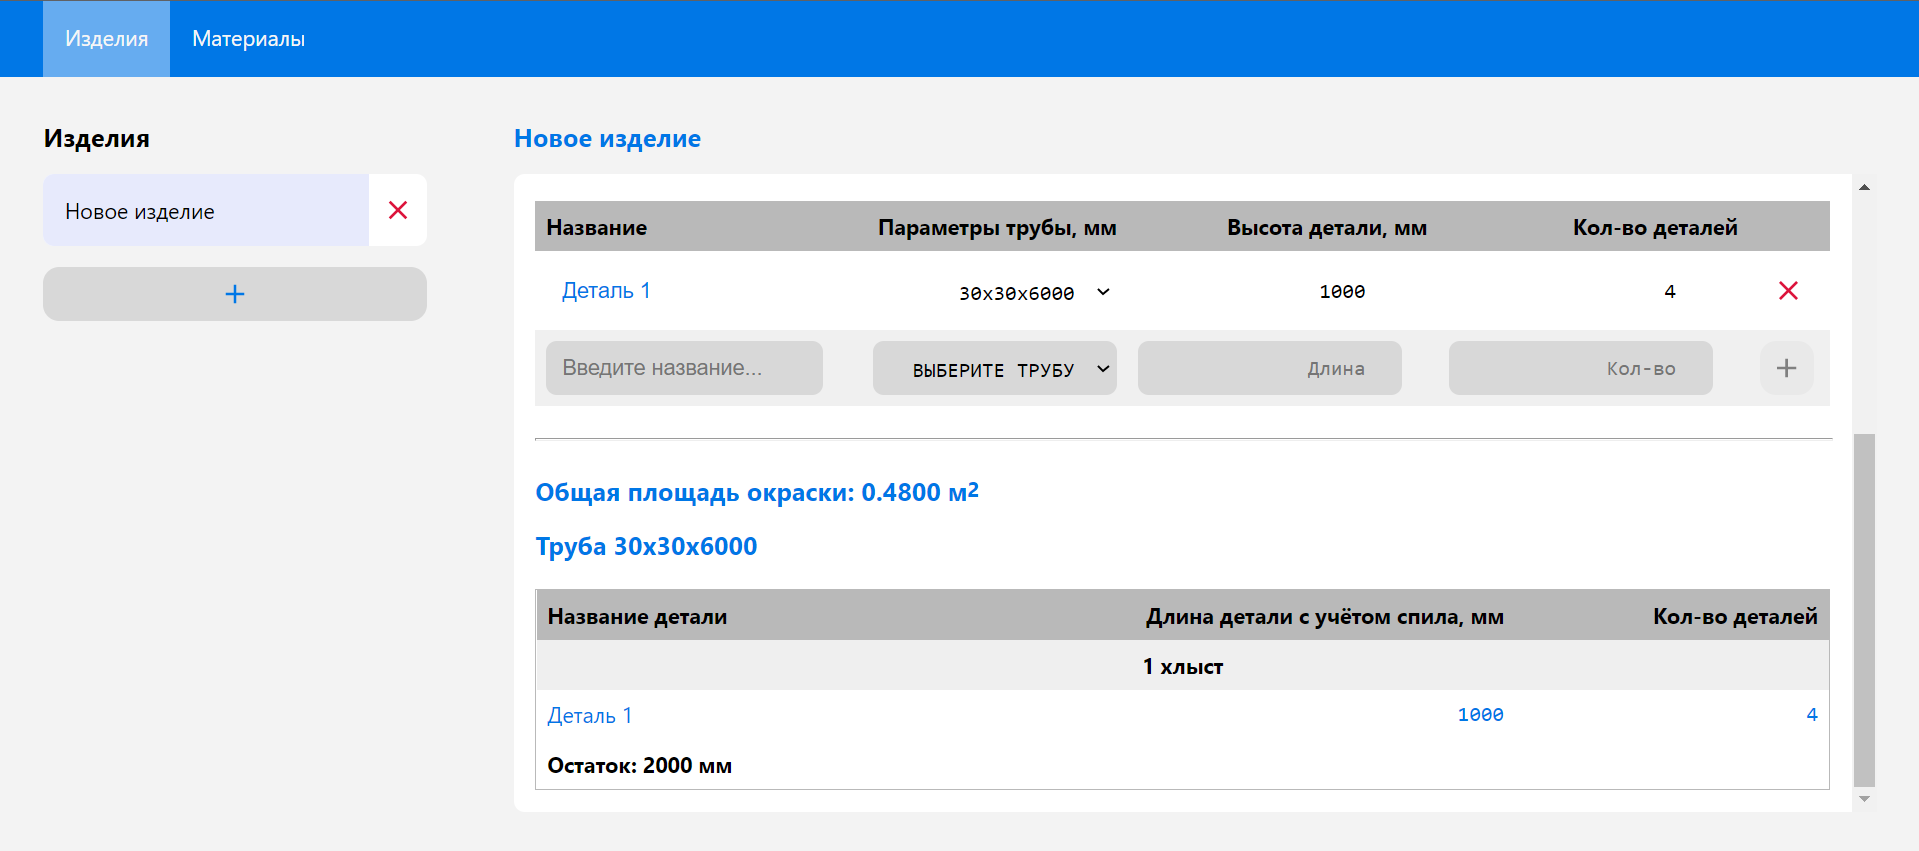 Изделия Материалы
Изделия
Новое изделие
Новое изделие
Название Параметры трубы, мм Высота детали, мм Кол-во деталей
Деталь 1 30x30x6000 1000 4
Введите название... ВЫБЕРИТЕ ТРУБУ Длина Кол-во
Общая площадь окраски: 0.4800 м2
Труба 30x30x6000
Название детали Длина детали с учётом спила, мм Кол-во деталей
1 хлыст
Деталь 1 1000 4
Остаток: 2000 мм